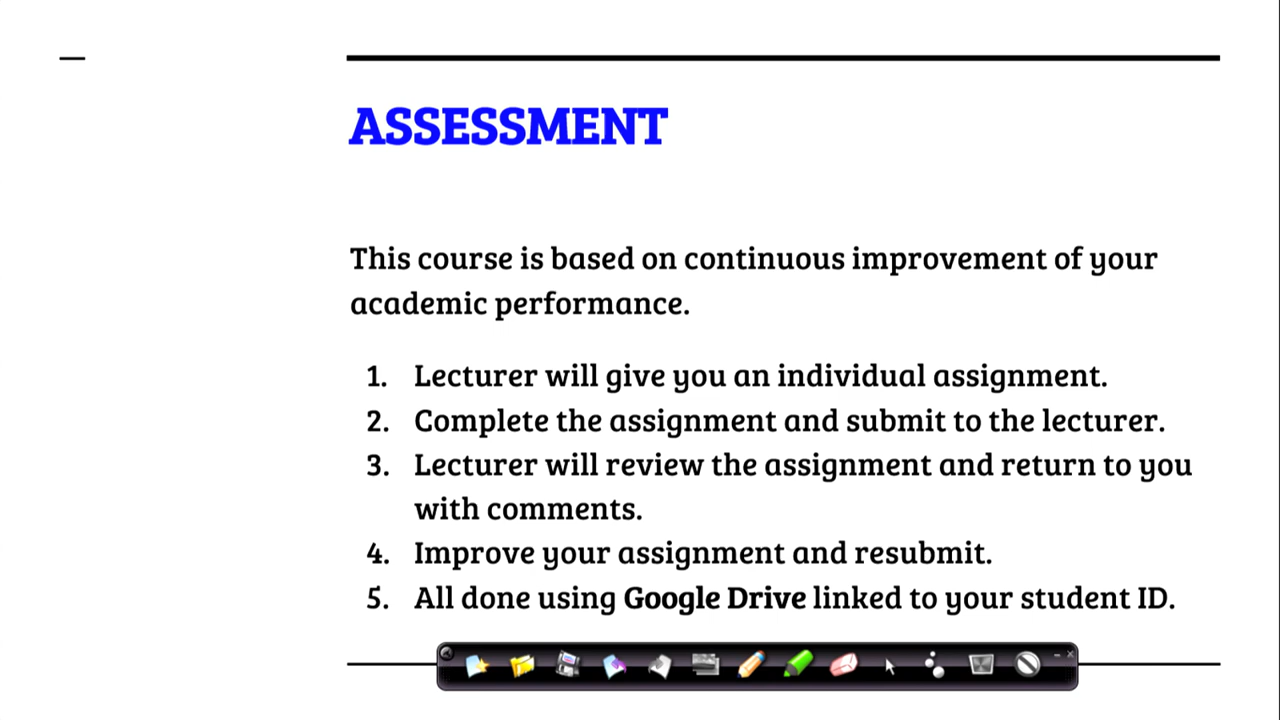 ASSESSMENT
This course is based on continuous improvement of your
academic performance.
1. Lecturer will give you an individual assignment.
2. Complete the assignment and submit to the lecturer.
3. Lecturer will review the assignment and return to you
with comments.
4. Improve your assignment and resubmit.
5. All done using Google Drive linked to your student ID.